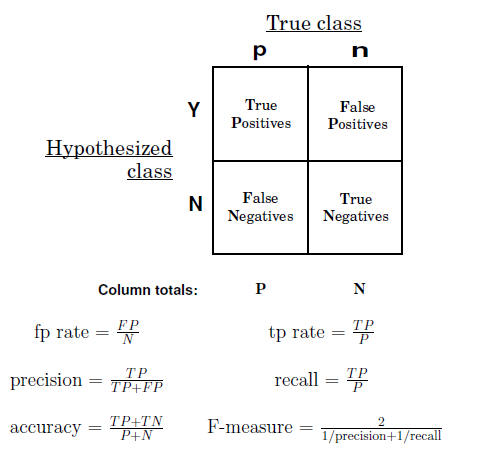 True class
p n
Y
True
Positives
False
Positives
Hypothesized
class
N
False
Negatives
True
Negatives
Column totals: P N
fp rate = FP/N
tp rate = TP/P
precision = TP/TP+FP
recall = TP/P
accuracy = TP+TN/P+N
F-measure = 2/1/precision+1/recall